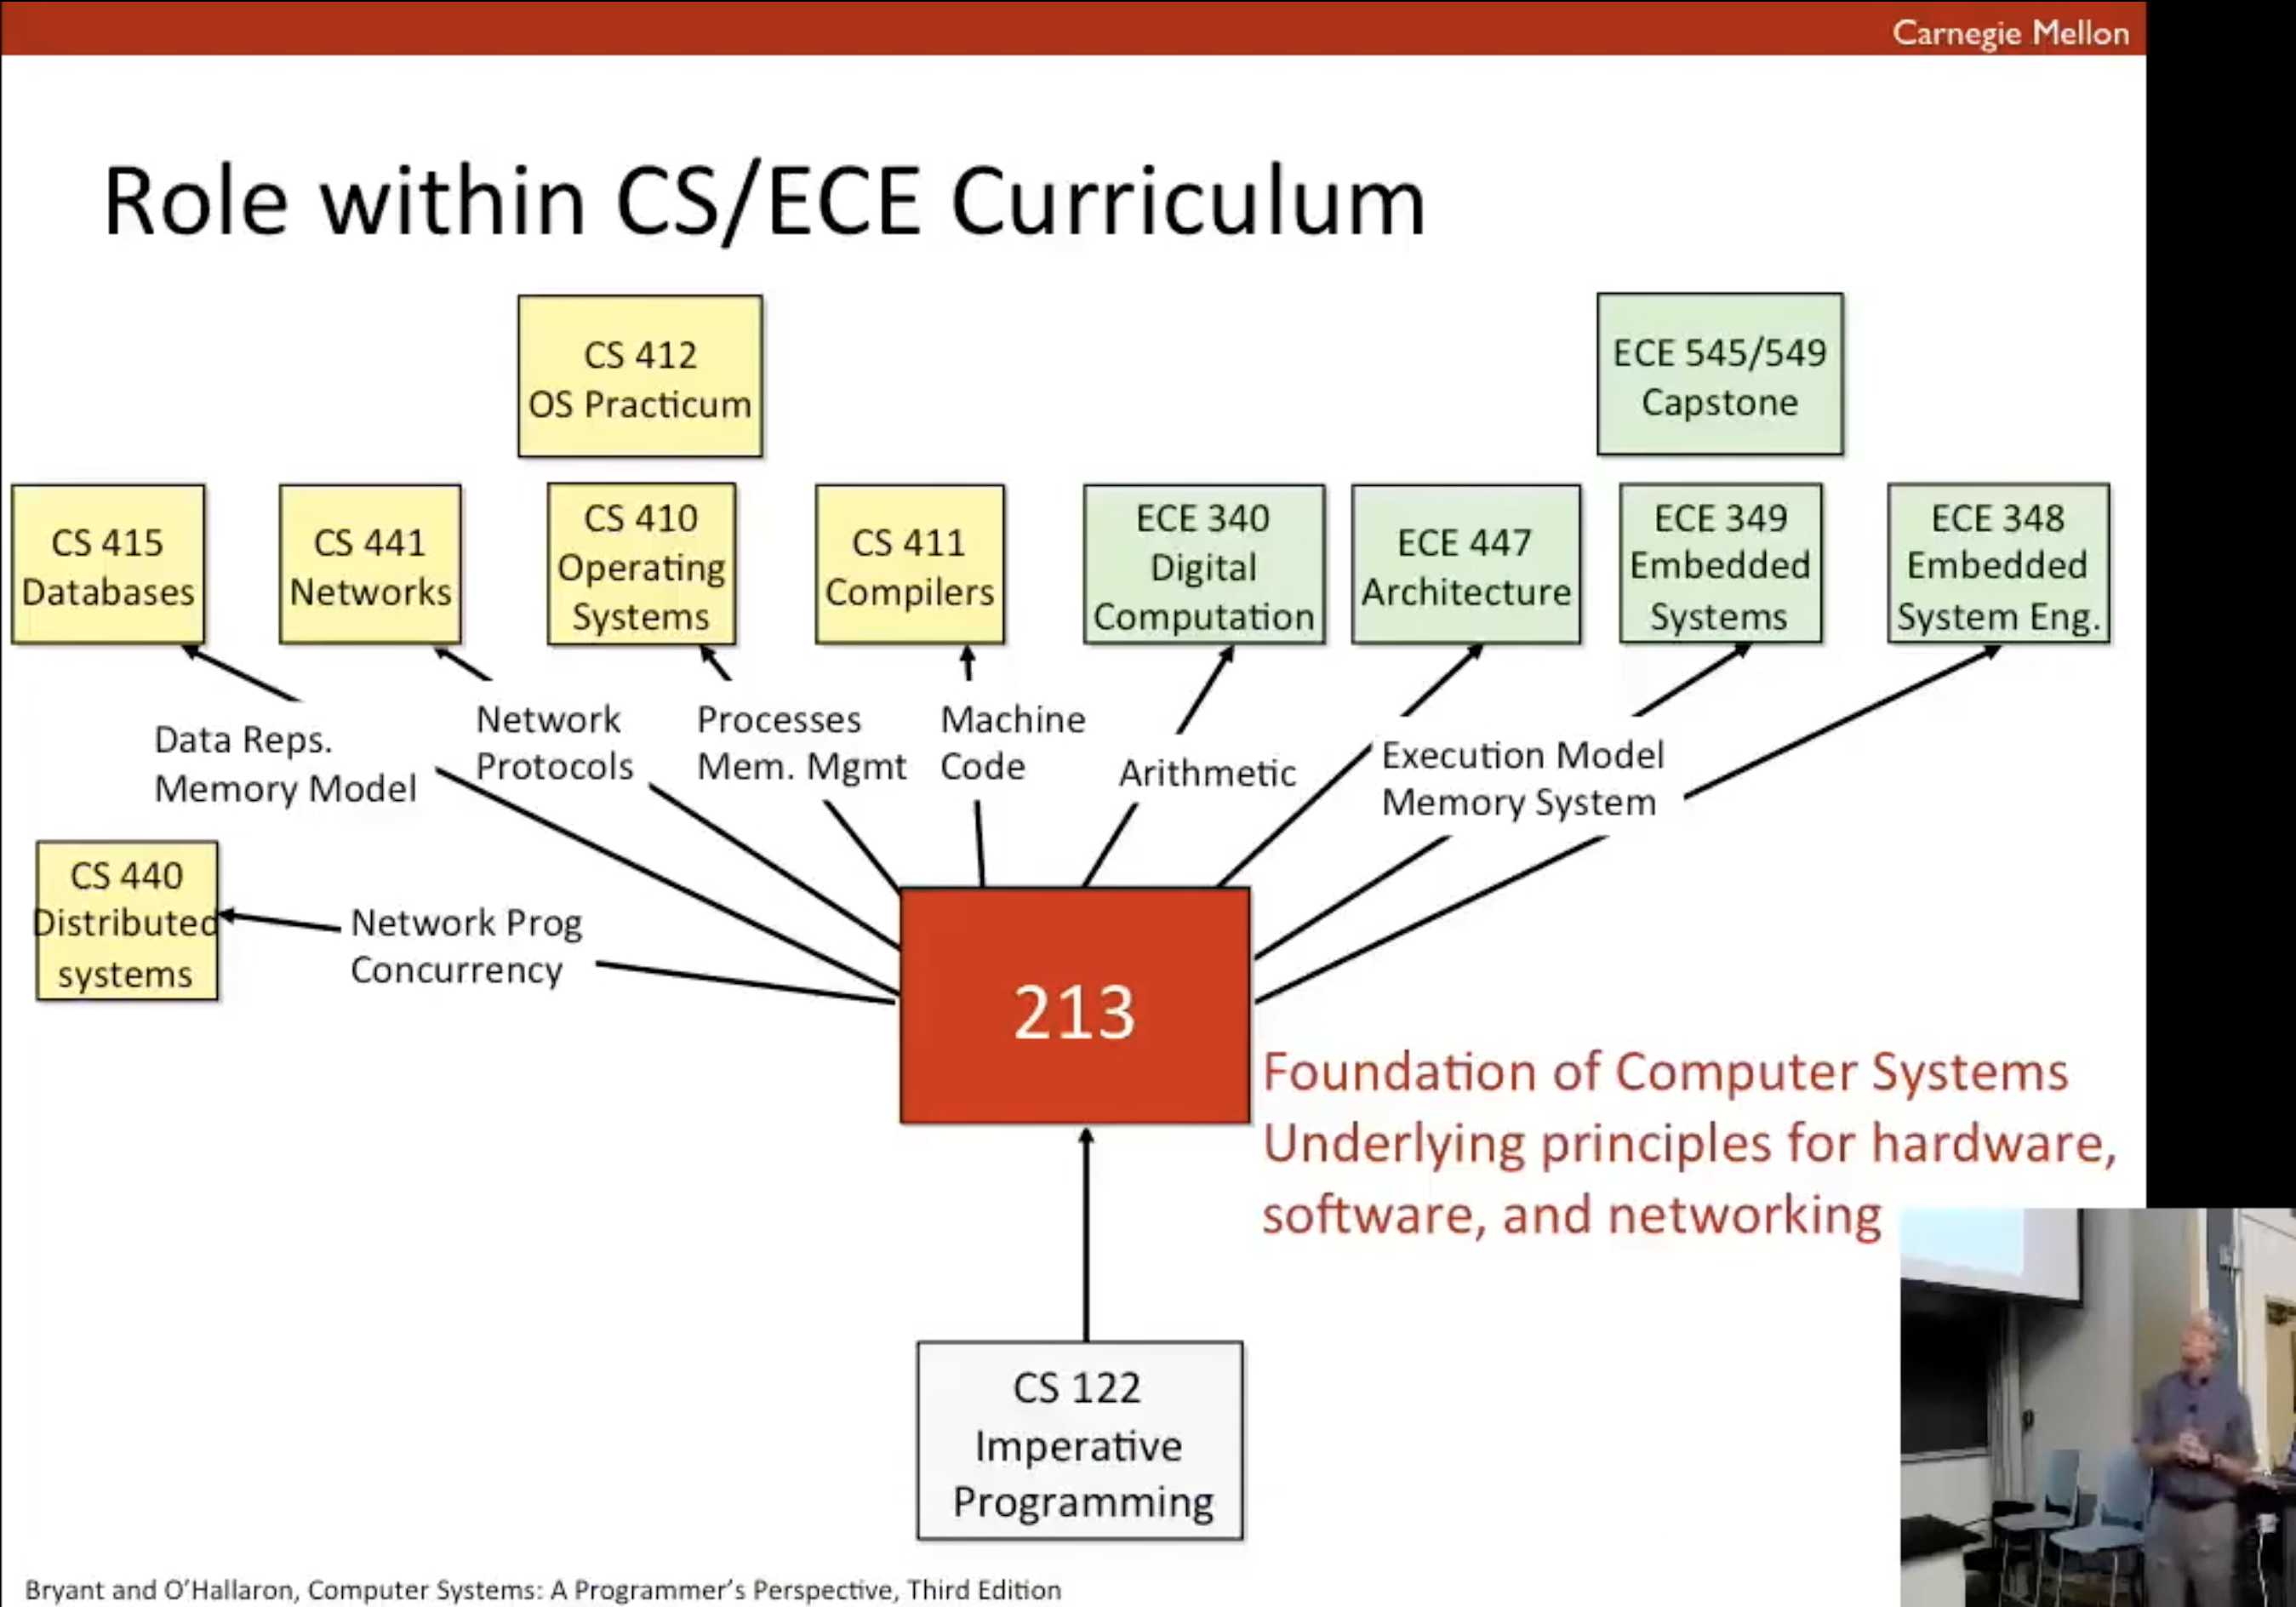 Carnegie Mellon
Role within CS/ECE Curriculum
CS 412
OS Practicum
ECE 545/549
Capstone
CS 415
Databases
CS 441
Networks
CS 410
Operating
Systems
CS 411
Compilers
ECE 340
Digital
Computation
ECE 447
Architecture
ECE 349
Embedded
Systems
ECE 348
Embedded
System Eng.
Data Reps.
Memory Model
Network
Protocols
Processes
Mem. Mgmt
Machine
Code
Arithmetic
Execution Model
Memory System
CS 440
Distributed
systems
Network Prog
Concurrency
213
Foundation of Computer Systems
Underlying principles for hardware,
software, and networking
CS 122
Imperative
Programming
Bryant and O’Hallaron, Computer Systems: A Programmer’s Perspective, Third Edition